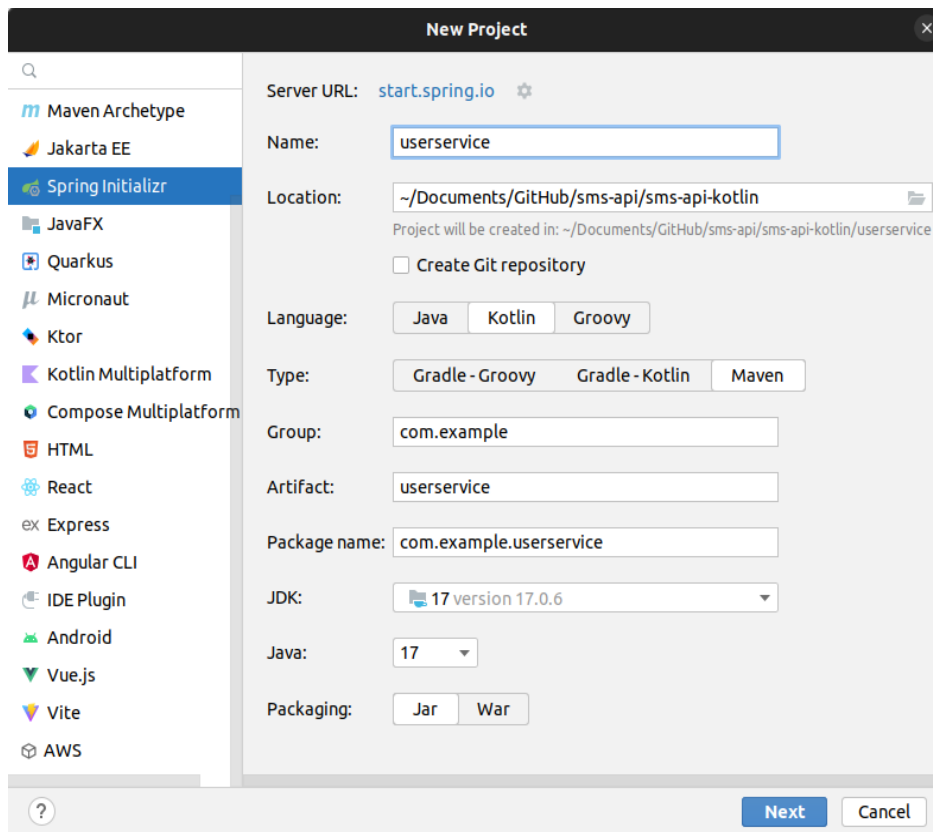 New Project
Maven Archetype
Jakarta EE
Spring Initializr
JavaFX
Quarkus
Micronaut
Ktor
Kotlin Multiplatform
Compose Multiplatform
HTML
React
ex Express
Angular CLI
IDE Plugin
Android
Vue.js
Vite
AWS
Server URL: start.spring.io
Name: userservice
Location: ~/Documents/GitHub/sms-api/sms-api-kotlin
Project will be created in: ~/Documents/GitHub/sms-api/sms-api-kotlin/userservice
Create Git repository
Language: Java Kotlin Groovy
Type: Gradle - Groovy Gradle - Kotlin Maven
Group: com.example
Artifact: userservice
Package name: com.example.userservice
JDK: 17 version 17.0.6
Java: 17
Packaging: Jar War
? Next Cancel